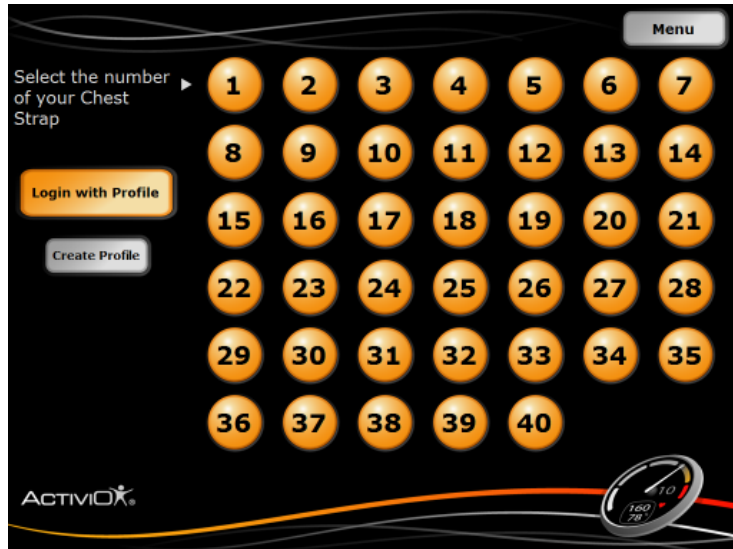 Menu
Select the number
of your Chest
Strap
1 2 3 4 5 6 7
Login with Profile
8 9 10 11 12 13 14
15 16 17 18 19 20 21
Create Profile
22 23 24 25 26 27 28
29 30 31 32 33 34 35
36 37 38 39 40
ACTIVIO®
10
160
78